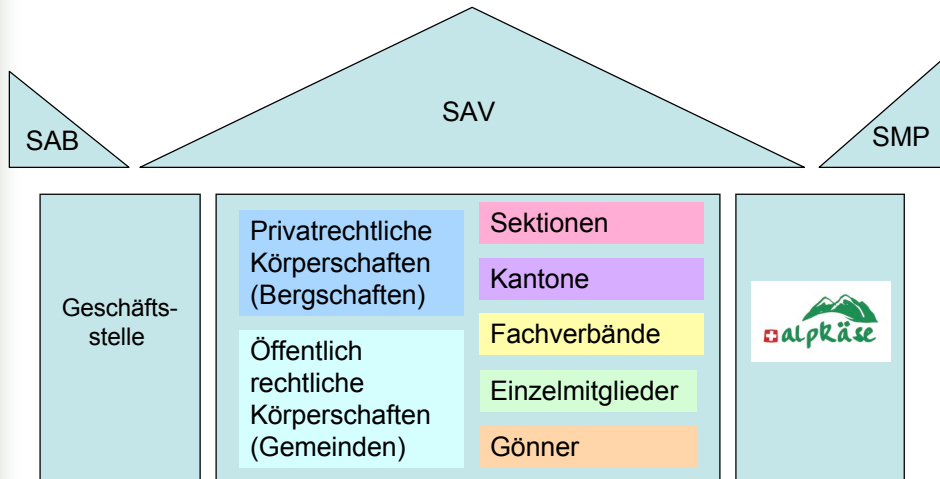 SAV
SAB
SMP
Geschäfts-
stelle
Privatrechtliche
Körperschaften
(Bergschaften)
Öffentlich
rechtliche
Körperschaften
(Gemeinden)
Sektionen
Kantone
Fachverbände
Einzelmitglieder
Gönner
alpkäse